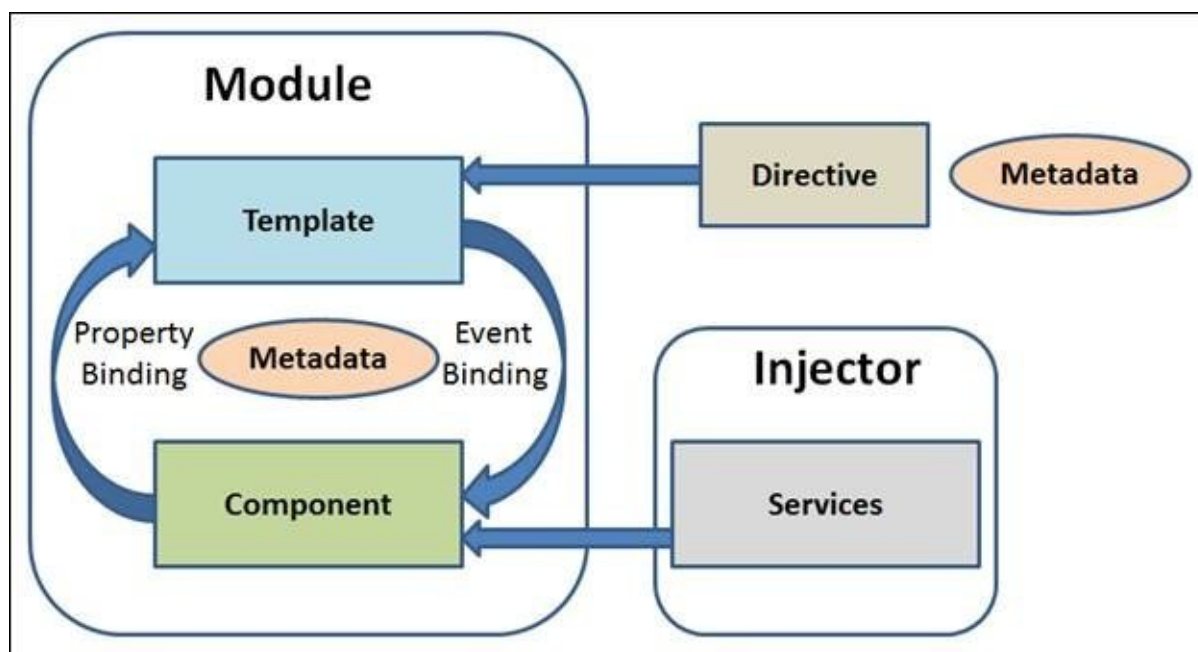 Module
Template
Directive
Metadata
Property
Binding
Metadata
Event
Binding
Component
Injector
Services